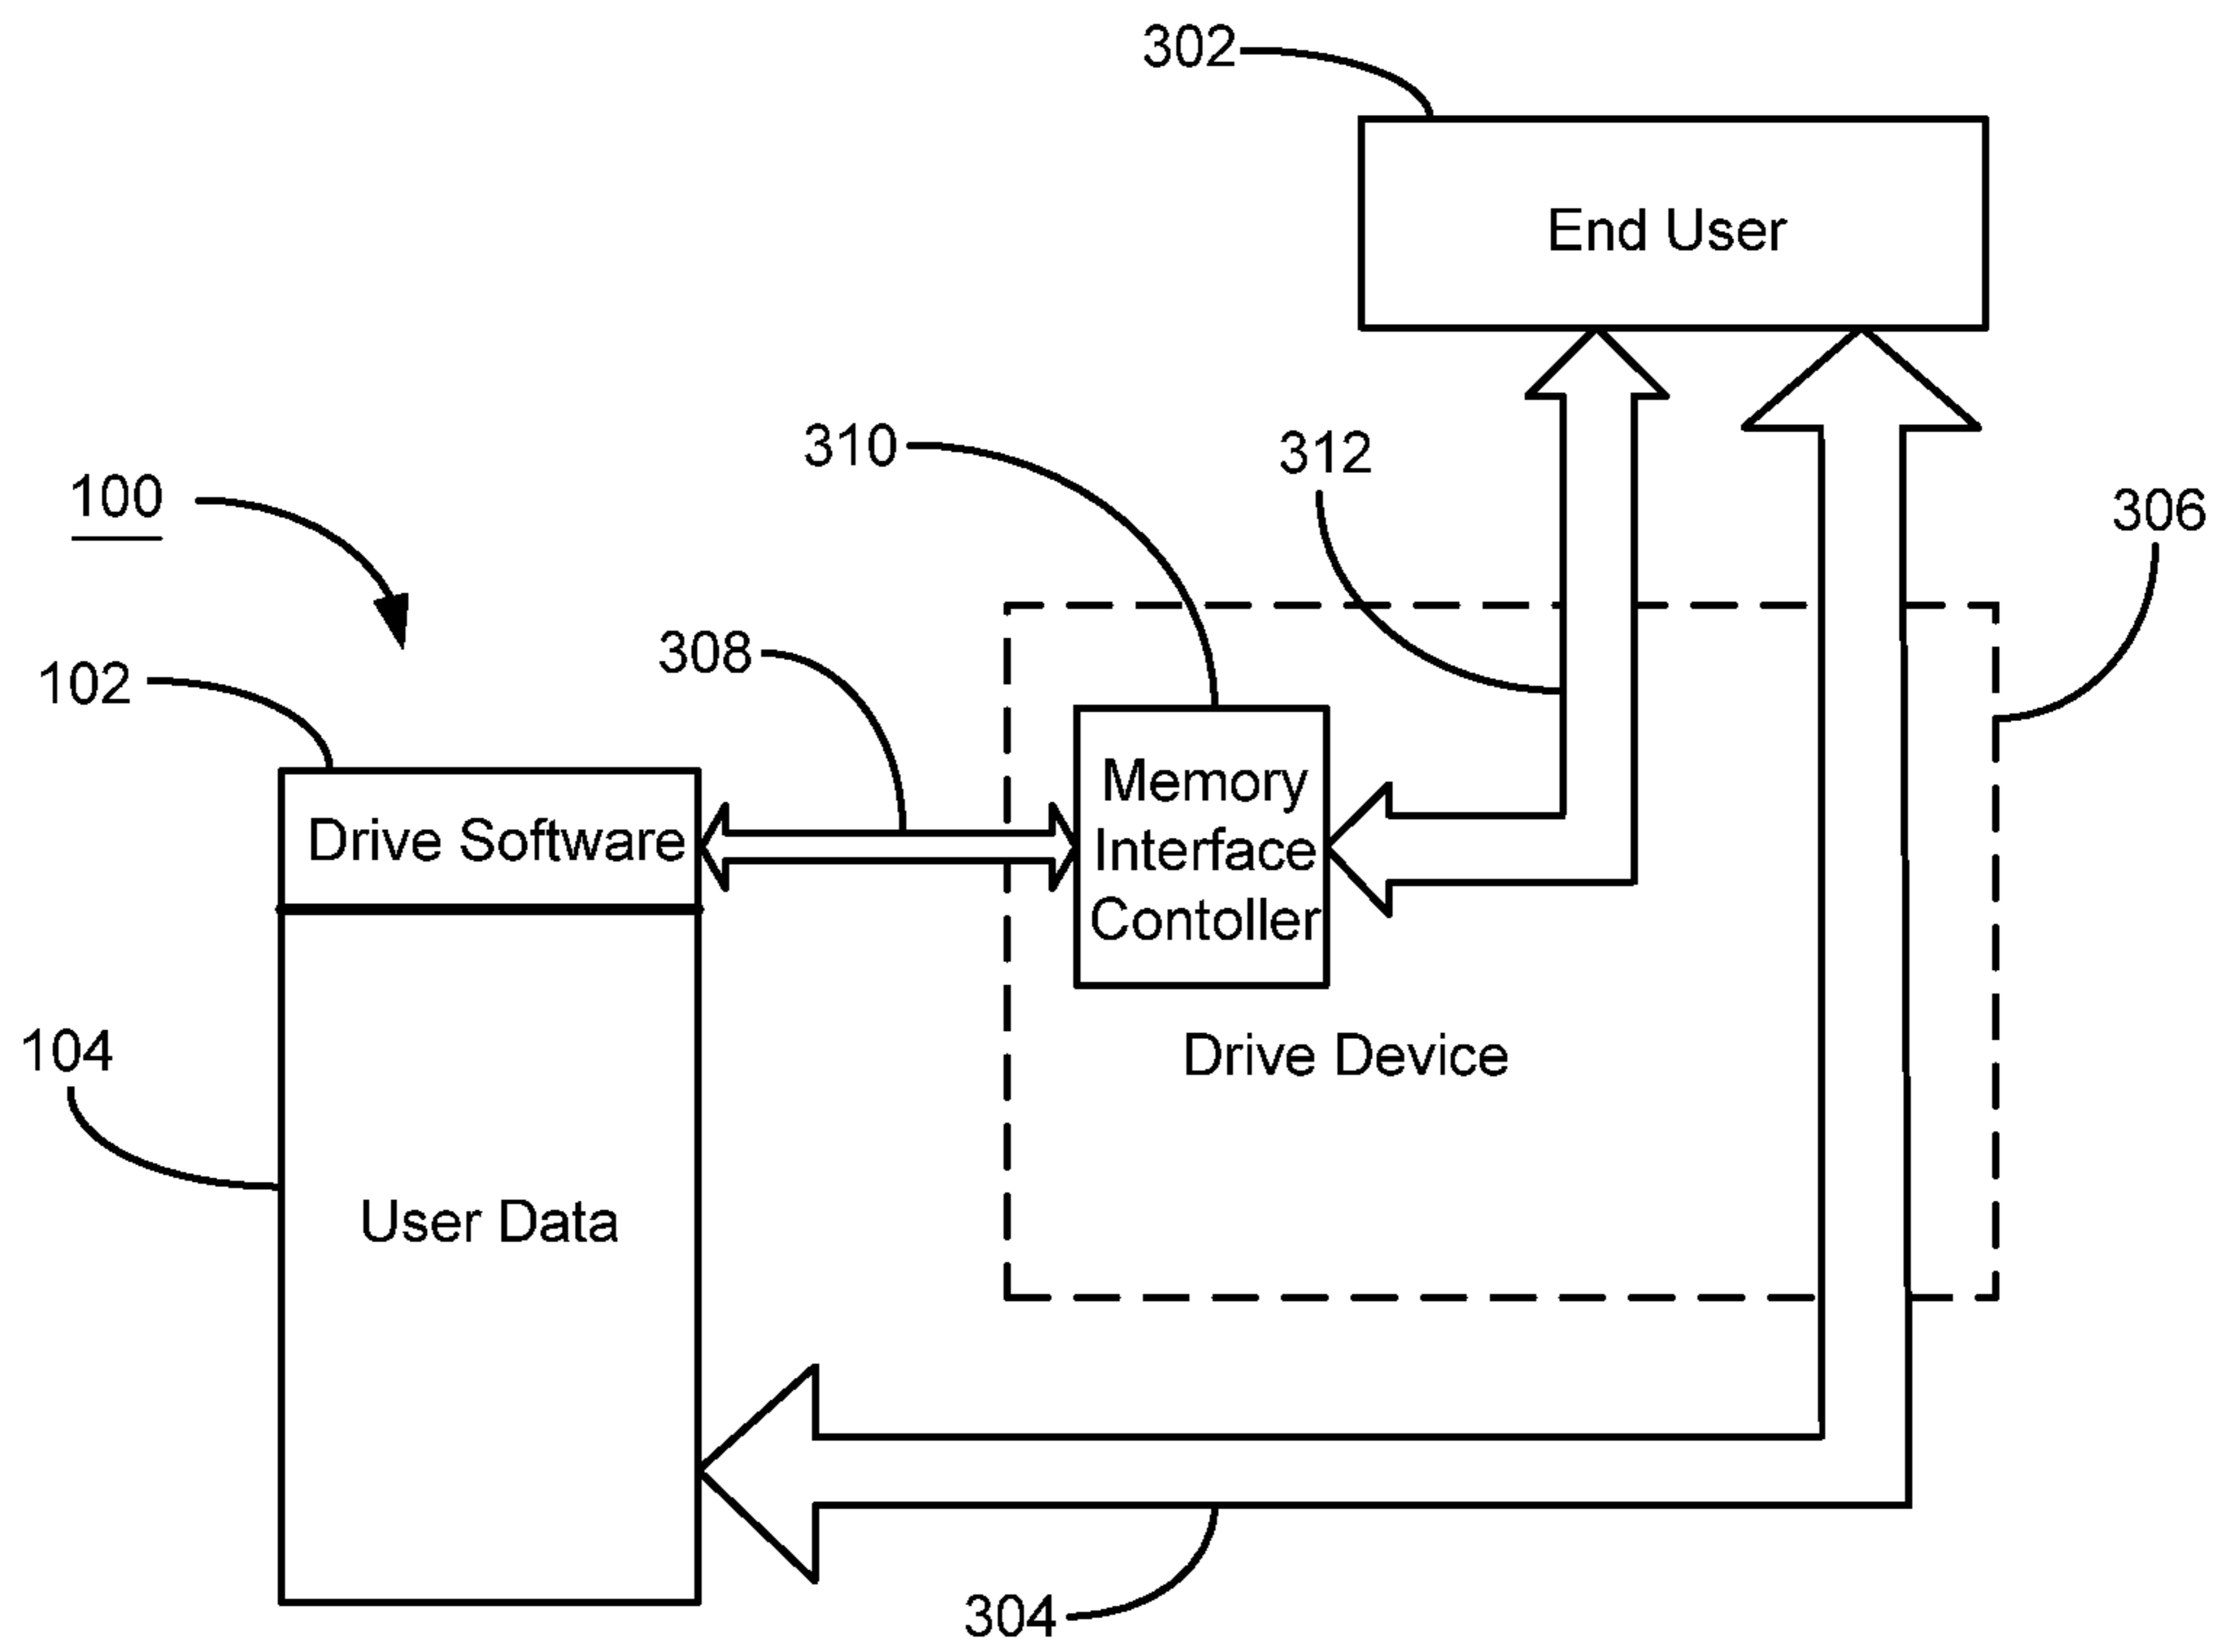 302
End User
310
312
100
306
308
102
Memory
Interface
Contoller
Drive Software
104
Drive Device
User Data
304